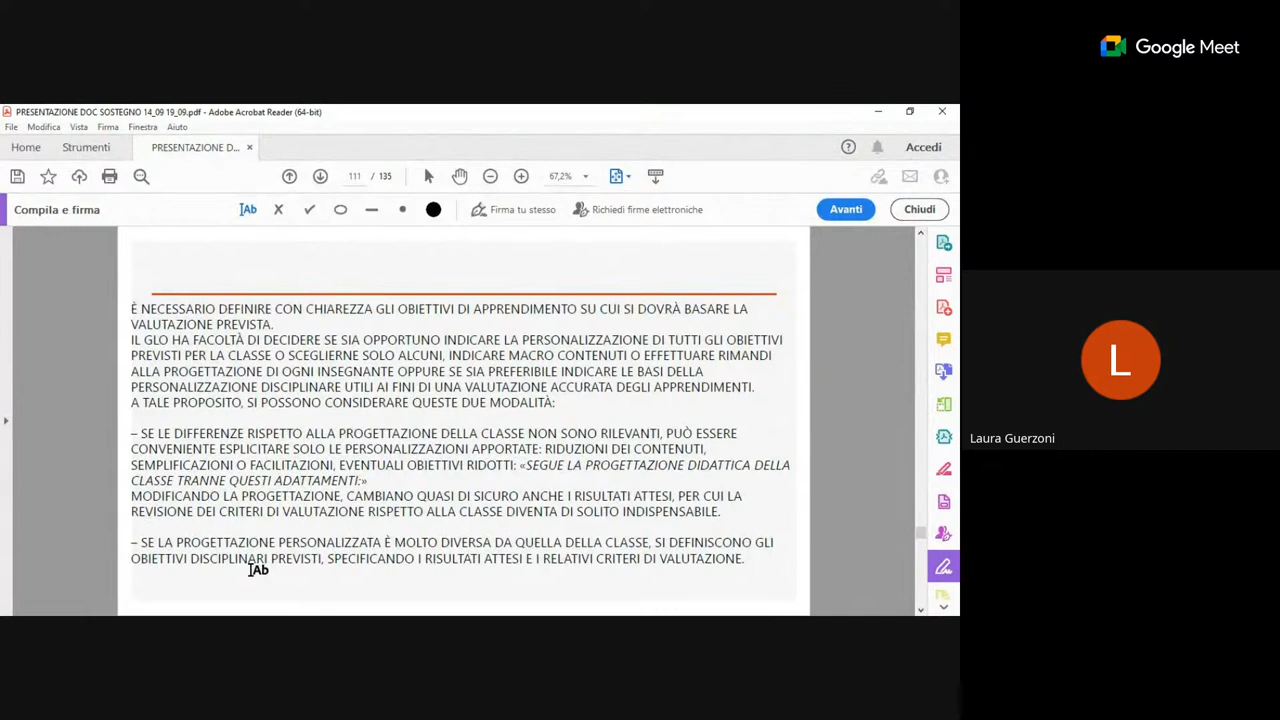 Google Meet
PRESENTAZIONE DOC SOSTEGNO 14_09 19_09.pdf - Adobe Acrobat Reader (64-bit)
File Modifica Vista Firma Finestra Aiuto
Home Strumenti PRESENTAZIONE D... × Accedi
111 / 135 67,2%
Compila e firma Ab Firma tu stesso Richiedi firme elettroniche Avanti Chiudi
È NECESSARIO DEFINIRE CON CHIAREZZA GLI OBIETTIVI DI APPRENDIMENTO SU CUI SI DOVRÀ BASARE LA
VALUTAZIONE PREVISTA.
IL GLO HA FACOLTÀ DI DECIDERE SE SIA OPPORTUNO INDICARE LA PERSONALIZZAZIONE DI TUTTI GLI OBIETTIVI
PREVISTI PER LA CLASSE O SCEGLIERNE SOLO ALCUNI, INDICARE MACRO CONTENUTI O EFFETTUARE RIMANDI
ALLA PROGETTAZIONE DI OGNI INSEGNANTE OPPURE SE SIA PREFERIBILE INDICARE LE BASI DELLA
PERSONALIZZAZIONE DISCIPLINARE UTILI AI FINI DI UNA VALUTAZIONE ACCURATA DEGLI APPRENDIMENTI.
A TALE PROPOSITO, SI POSSONO CONSIDERARE QUESTE DUE MODALITÀ:
– SE LE DIFFERENZE RISPETTO ALLA PROGETTAZIONE DELLA CLASSE NON SONO RILEVANTI, PUÒ ESSERE
CONVENIENTE ESPLICITARE SOLO LE PERSONALIZZAZIONI APPORTATE: RIDUZIONI DEI CONTENUTI,
SEMPLIFICAZIONI O FACILITAZIONI, EVENTUALI OBIETTIVI RIDOTTI: «SEGUE LA PROGETTAZIONE DIDATTICA DELLA
CLASSE TRANNE QUESTI ADATTAMENTI:»
MODIFICANDO LA PROGETTAZIONE, CAMBIANO QUASI DI SICURO ANCHE I RISULTATI ATTESI, PER CUI LA
REVISIONE DEI CRITERI DI VALUTAZIONE RISPETTO ALLA CLASSE DIVENTA DI SOLITO INDISPENSABILE.
– SE LA PROGETTAZIONE PERSONALIZZATA È MOLTO DIVERSA DA QUELLA DELLA CLASSE, SI DEFINISCONO GLI
OBIETTIVI DISCIPLINARI PREVISTI, SPECIFICANDO I RISULTATI ATTESI E I RELATIVI CRITERI DI VALUTAZIONE.
Ab
L
Laura Guerzoni